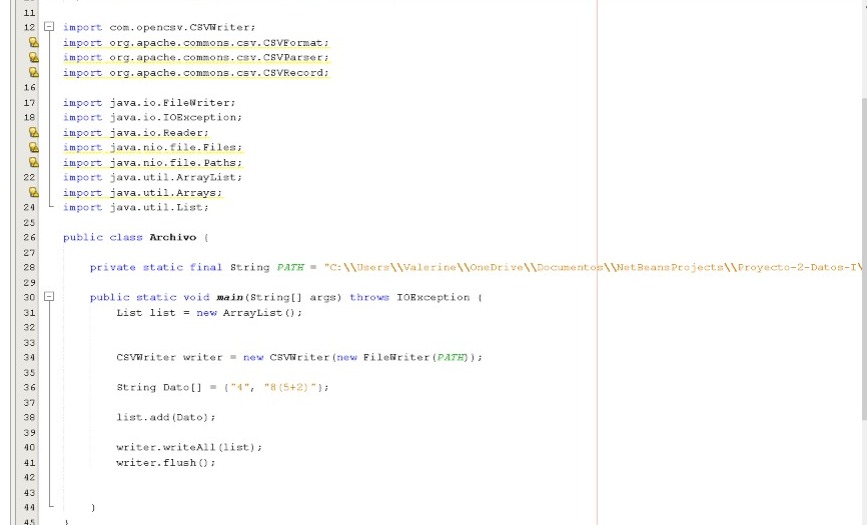 11
12 import com.opencsv.CSVWriter;
import org.apache.commons.csv.CSVFormat;
import org.apache.commons.csv.CSVParser;
import org.apache.commons.csv.CSVRecord;
16
17 import java.io.FileWriter;
18 import java.io.IOException;
import java.io.Reader;
import java.nio.file.Files;
import java.nio.file.Paths;
22 import java.util.ArrayList;
import java.util.Arrays;
24 import java.util.List;
25
26 public class Archivo {
27
28 private static final String PATH = "C:\\Users\\Valerine\\OneDrive\\Documentos\\NetBeansProjects\\Proyecto-2-Datos-I\
29
30 public static void main(String[] args) throws IOException {
31 List list = new ArrayList();
32
33
34 CSVWriter writer = new CSVWriter(new FileWriter(PATH));
35
36 String Dato[] = {"4", "8(5+2)"};
37
38 list.add(Dato);
39
40 writer.writeAll(list);
41 writer.flush();
42
43
44 }
45 }